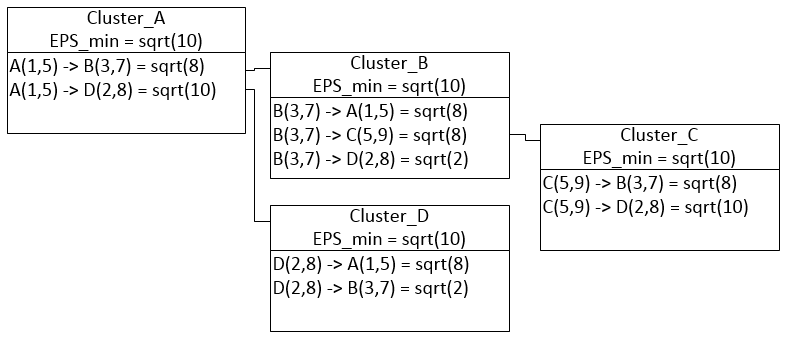 Cluster_A
EPS_min = sqrt(10)
A(1,5) -> B(3,7) = sqrt(8)
A(1,5) -> D(2,8) = sqrt(10)
Cluster_B
EPS_min = sqrt(10)
B(3,7) -> A(1,5) = sqrt(8)
B(3,7) -> C(5,9) = sqrt(8)
B(3,7) -> D(2,8) = sqrt(2)
Cluster_C
EPS_min = sqrt(10)
C(5,9) -> B(3,7) = sqrt(8)
C(5,9) -> D(2,8) = sqrt(10)
Cluster_D
EPS_min = sqrt(10)
D(2,8) -> A(1,5) = sqrt(8)
D(2,8) -> B(3,7) = sqrt(2)